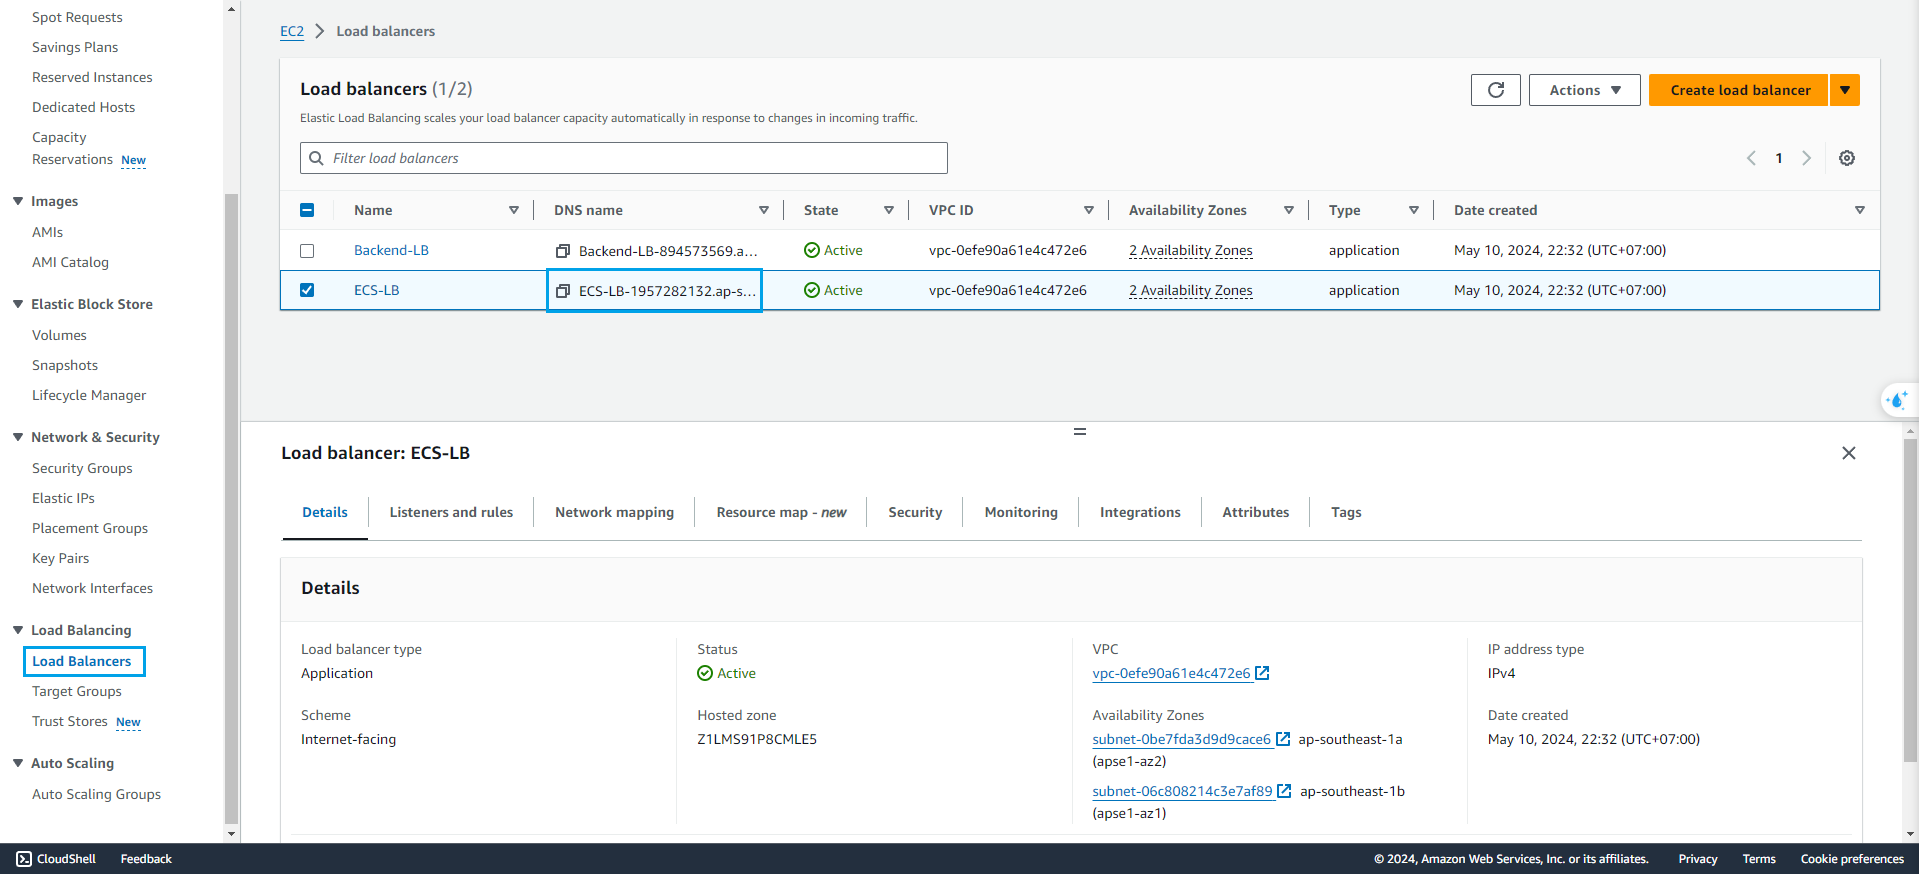 Spot Requests
Savings Plans
Reserved Instances
Dedicated Hosts
Capacity
Reservations New
Images
AMIs
AMI Catalog
Elastic Block Store
Volumes
Snapshots
Lifecycle Manager
Network & Security
Security Groups
Elastic IPs
Placement Groups
Key Pairs
Network Interfaces
Load Balancing
Load Balancers
Target Groups
Trust Stores New
Auto Scaling
Auto Scaling Groups
EC2 Load balancers
Load balancers (1/2)
Actions Create load balancer
Elastic Load Balancing scales your load balancer capacity automatically in response to changes in incoming traffic.
Filter load balancers
1
Name DNS name State VPC ID Availability Zones Type Date created
Backend-LB Backend-LB-894573569.a... Active vpc-0efe90a61e4c472e6 2 Availability Zones application May 10, 2024, 22:32 (UTC+07:00)
ECS-LB ECS-LB-1957282132.ap-s... Active vpc-0efe90a61e4c472e6 2 Availability Zones application May 10, 2024, 22:32 (UTC+07:00)
Load balancer: ECS-LB
Details Listeners and rules Network mapping Resource map - new Security Monitoring Integrations Attributes Tags
Details
Load balancer type
Application
Scheme
Internet-facing
Status
Active
Hosted zone
Z1LMS91P8CMLE5
VPC
vpc-0efe90a61e4c472e6
Availability Zones
subnet-0be7fda3d9d9cace6 ap-southeast-1a
(apse1-az2)
subnet-06c808214c3e7af89 ap-southeast-1b
(apse1-az1)
IP address type
IPv4
Date created
May 10, 2024, 22:32 (UTC+07:00)
CloudShell Feedback © 2024, Amazon Web Services, Inc. or its affiliates. Privacy Terms Cookie preferences